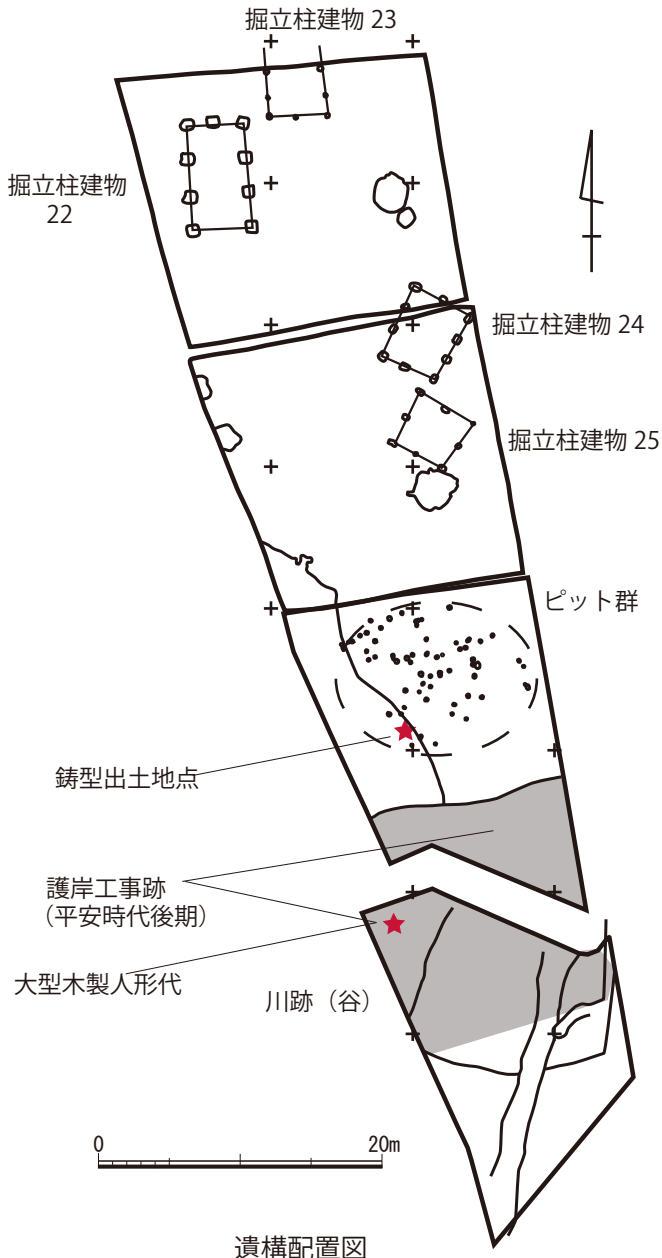 掘立柱建物 23
掘立柱建物
22
掘立柱建物 24
掘立柱建物 25
ピット群
鋳型出土地点
護岸工事跡
（平安時代後期）
大型木製人形代
川跡（谷）
0 20m
遺構配置図